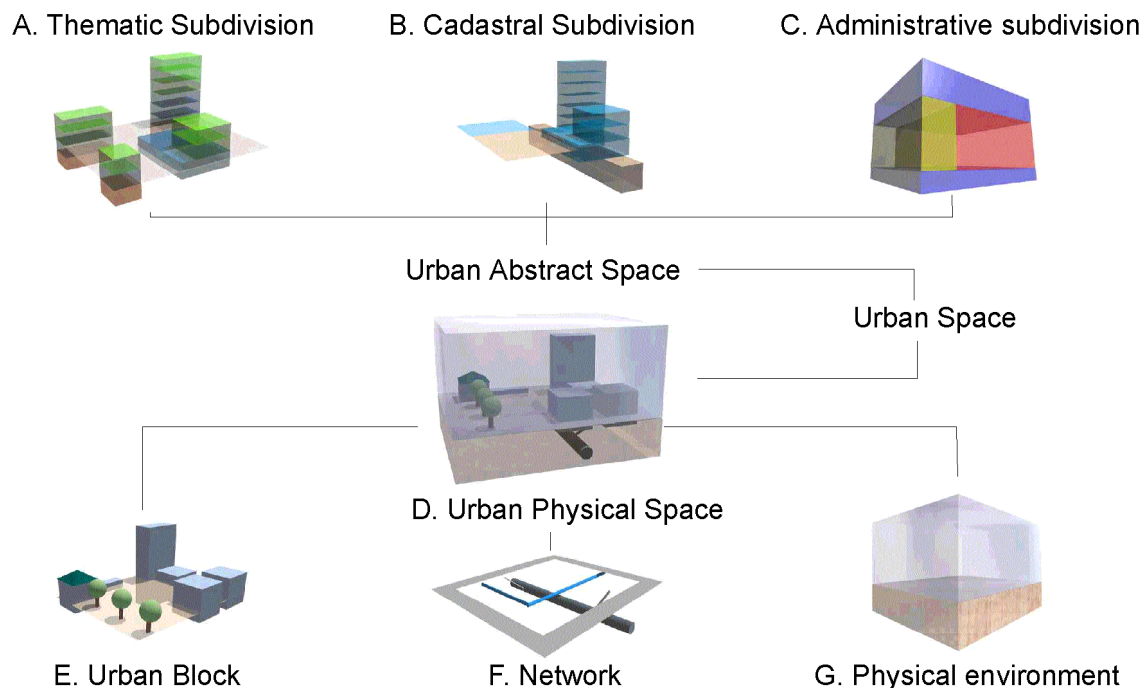 A. Thematic Subdivision
B. Cadastral Subdivision
C. Administrative subdivision
Urban Abstract Space
Urban Space
D. Urban Physical Space
E. Urban Block
F. Network
G. Physical environment